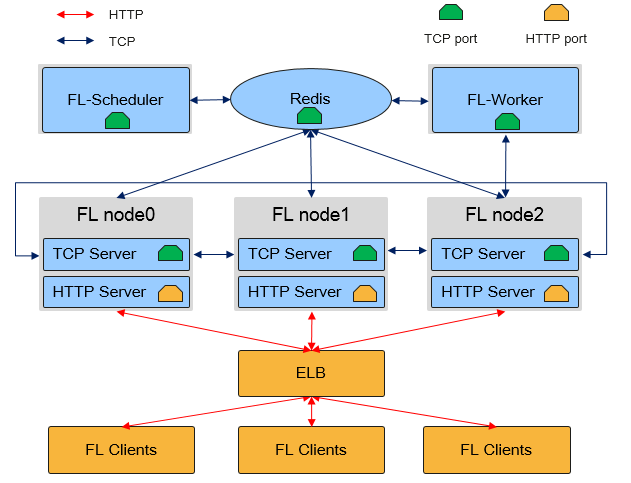 HTTP
TCP
TCP port
HTTP port
FL-Scheduler
Redis
FL-Worker
FL node0
FL node1
FL node2
TCP Server
TCP Server
TCP Server
HTTP Server
HTTP Server
HTTP Server
ELB
FL Clients
FL Clients
FL Clients